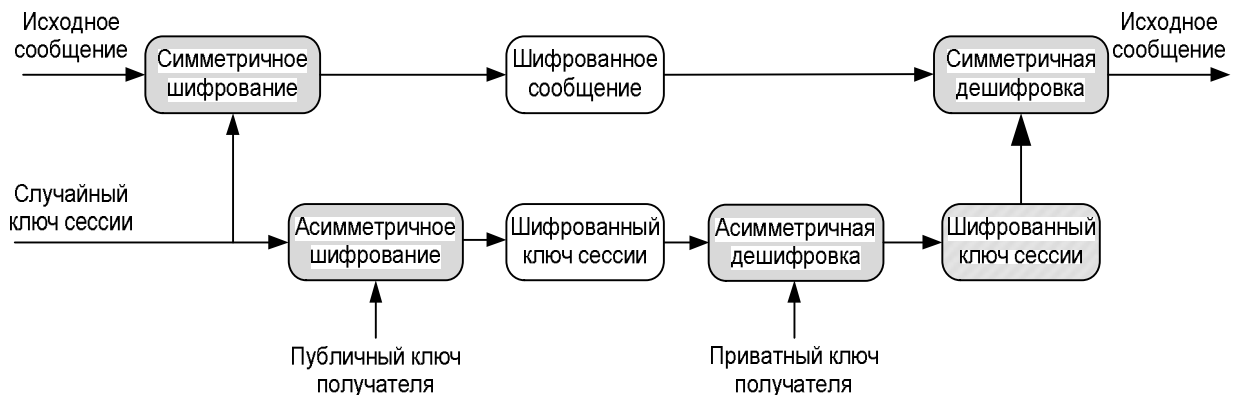 Исходное
сообщение
Симметричное
шифрование
Шифрованное
сообщение
Симметричная
дешифровка
Исходное
сообщение
Случайный
ключ сессии
Асимметричное
шифрование
Шифрованный
ключ сессии
Асимметричная
дешифровка
Шифрованный
ключ сессии
Публичный ключ
получателя
Приватный ключ
получателя